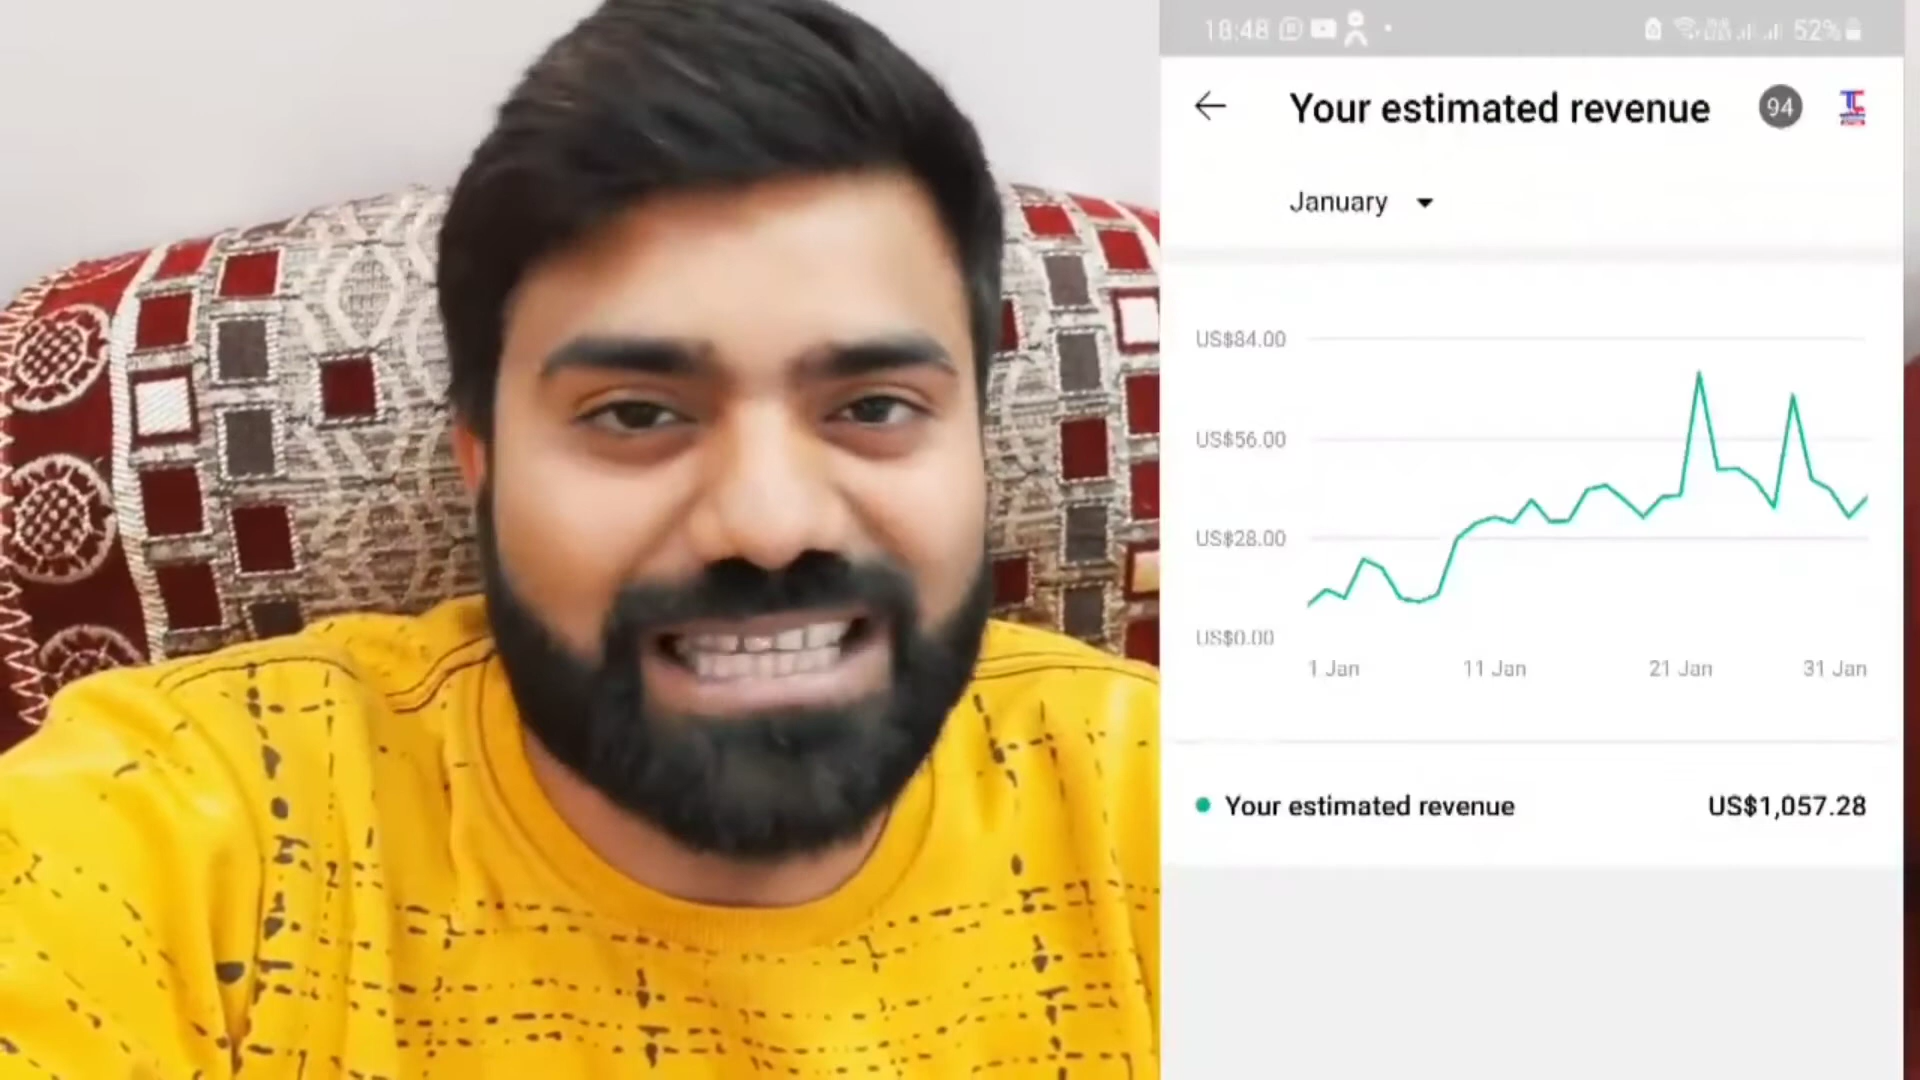 18:48
52%
Your estimated revenue
94
January
US$84.00
US$56.00
US$28.00
US$0.00
1 Jan
11 Jan
21 Jan
31 Jan
Your estimated revenue
US$1,057.28